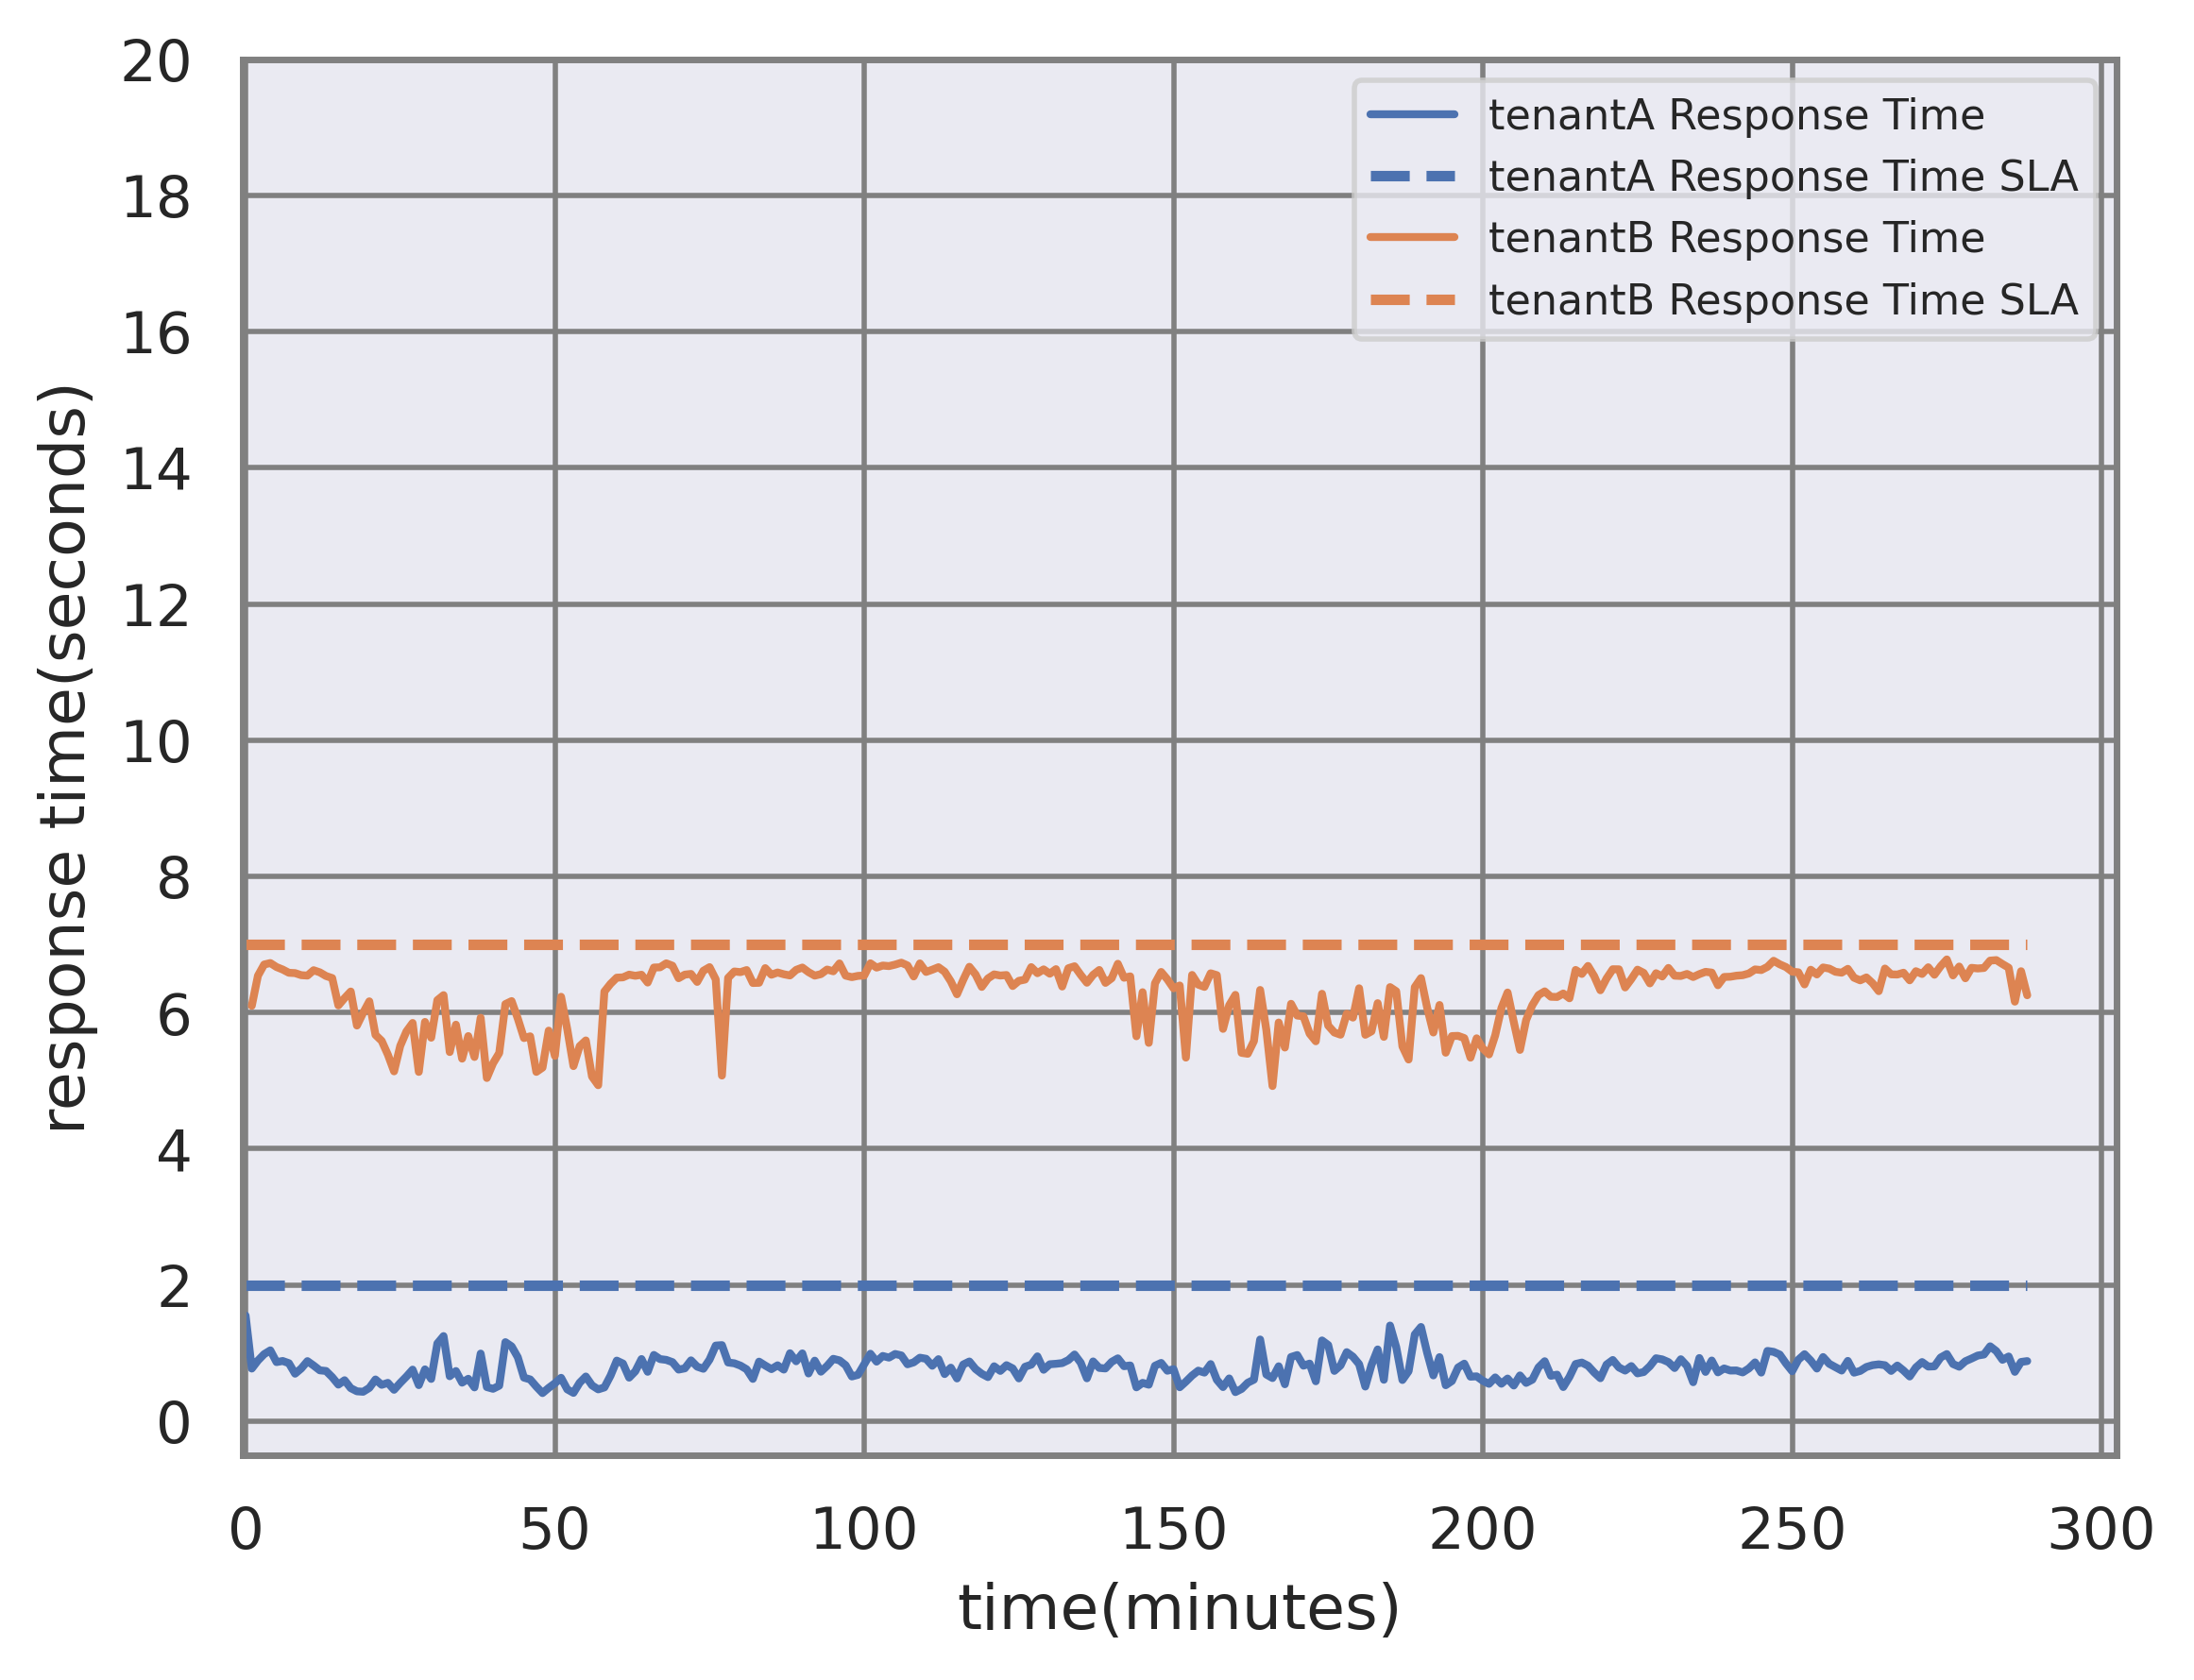 20
18
16
14
12
10
8
6
4
2
0
response time(seconds)
tenantA Response Time
tenantA Response Time SLA
tenantB Response Time
tenantB Response Time SLA
0 50 100 150 200 250 300
time(minutes)